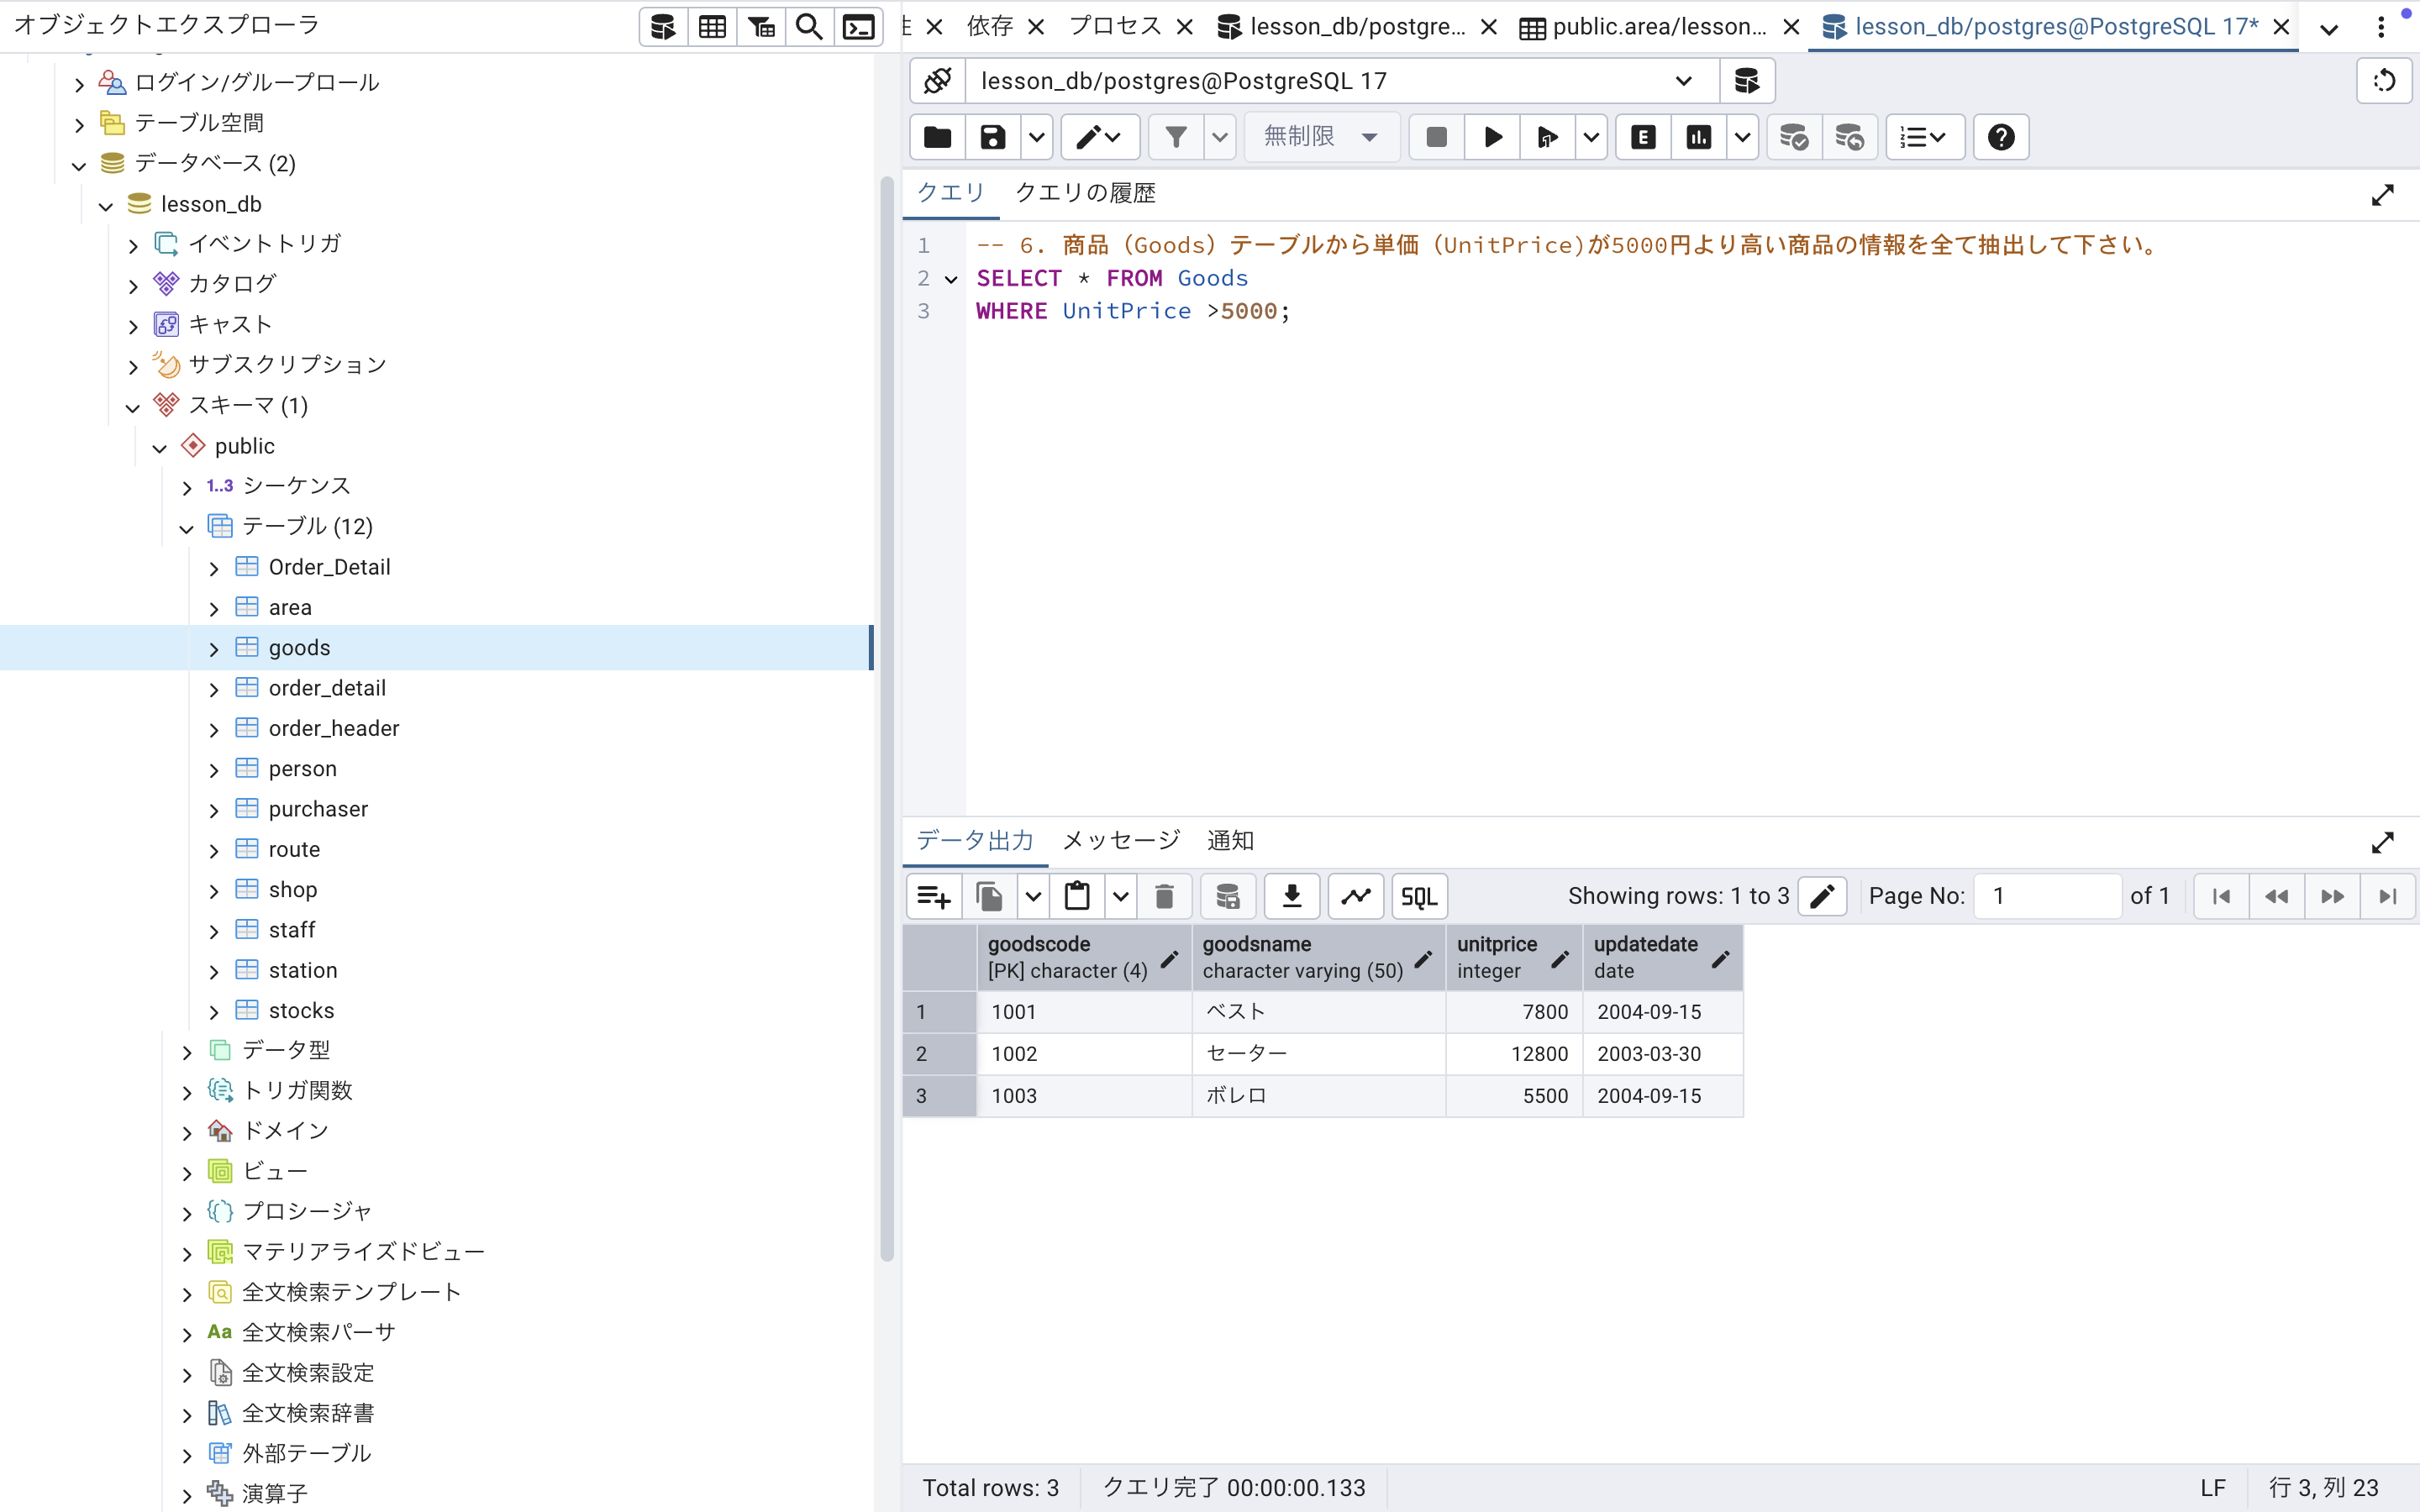 オブジェクトエクスプローラ
ログイン/グループロール
テーブル空間
データベース (2)
lesson_db
イベントトリガ
カタログ
キャスト
サブスクリプション
スキーマ (1)
public
1..3 シーケンス
テーブル (12)
Order_Detail
area
goods
order_detail
order_header
person
purchaser
route
shop
staff
station
stocks
データ型
トリガ関数
ドメイン
ビュー
プロシージャ
マテリアライズドビュー
全文検索テンプレート
Aa 全文検索パーサ
全文検索設定
全文検索辞書
外部テーブル
演算子
依存 プロセス lesson_db/postgre... public.area/lesson... lesson_db/postgres@PostgreSQL 17*
lesson_db/postgres@PostgreSQL 17
無制限 E
クエリ クエリの履歴
1 -- 6. 商品（Goods）テーブルから単価（UnitPrice)が5000円より高い商品の情報を全て抽出して下さい。
2 SELECT * FROM Goods
3 WHERE UnitPrice >5000;
データ出力 メッセージ 通知
SQL Showing rows: 1 to 3 Page No: 1 of 1
goodscode goodsname unitprice updatedate
[PK] character (4) character varying (50) integer date
1 1001 ベスト 7800 2004-09-15
2 1002 セーター 12800 2003-03-30
3 1003 ボレロ 5500 2004-09-15
Total rows: 3 クエリ完了 00:00:00.133 LF 行 3, 列 23